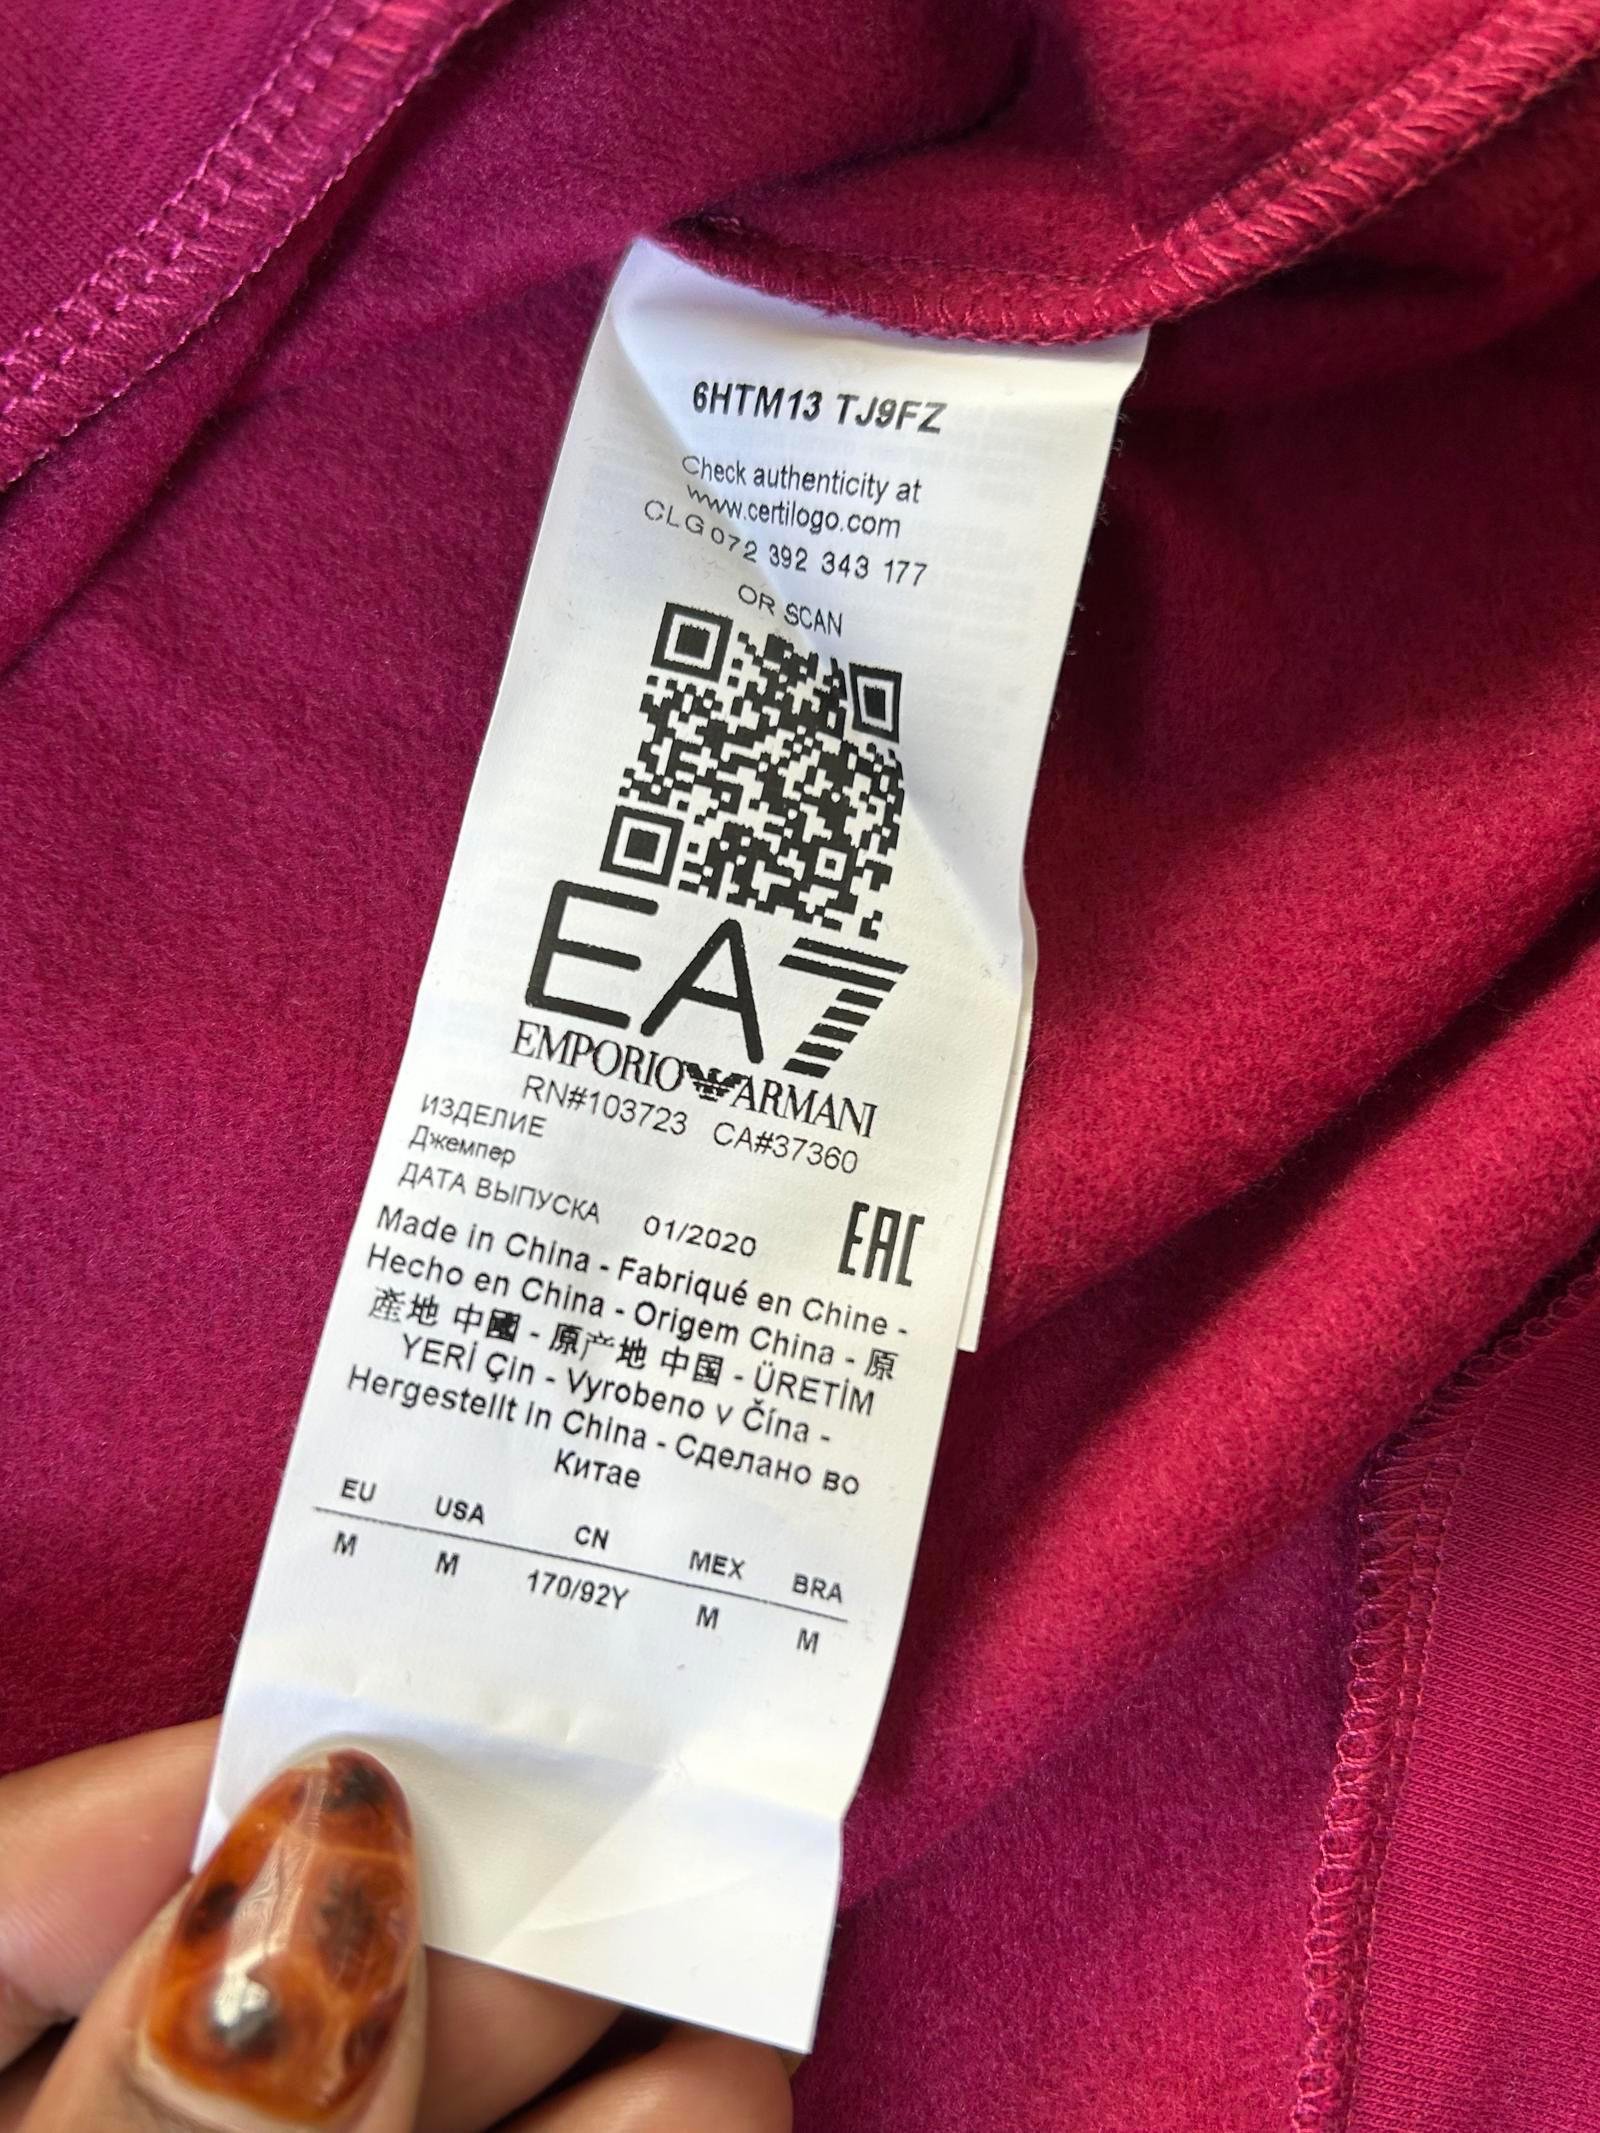 6HTM13 TJ9FZ
Check authenticity at
www.certilogo.com
CLG 072 392 343 177
OR SCAN
EA7
EMPORIO ARMANI
RN#103723 CA#37360
ИЗДЕЛИЕ
Джемпер
ДАТА ВЫПУСКА 01/2020
EAC
Made in China - Fabriqué en Chine -
Hecho en China - Origem China - 原
產地 中國 - 原产地 中国 - ÜRETİM
YERİ Çin - Vyrobeno v Čína -
Hergestellt in China - Сделано во
Китае
EU USA CN MEX BRA
M M 170/92Y M M